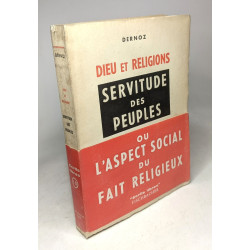 DERNOZ
DIEU ET RELIGIONS
SERVITUDE
DES
PEUPLES
OU
L'ASPECT SOCIAL
DU
FAIT RELIGIEUX